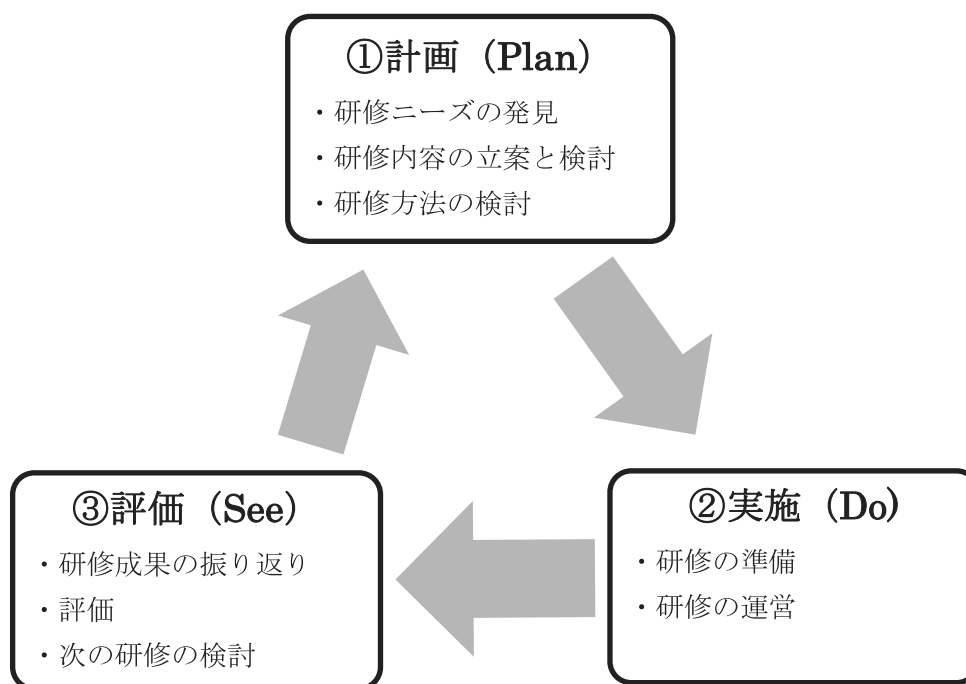 ①計画（Plan）
・研修ニーズの発見
・研修内容の立案と検討
・研修方法の検討
③評価（See）
・研修成果の振り返り
・評価
・次の研修の検討
②実施（Do）
・研修の準備
・研修の運営